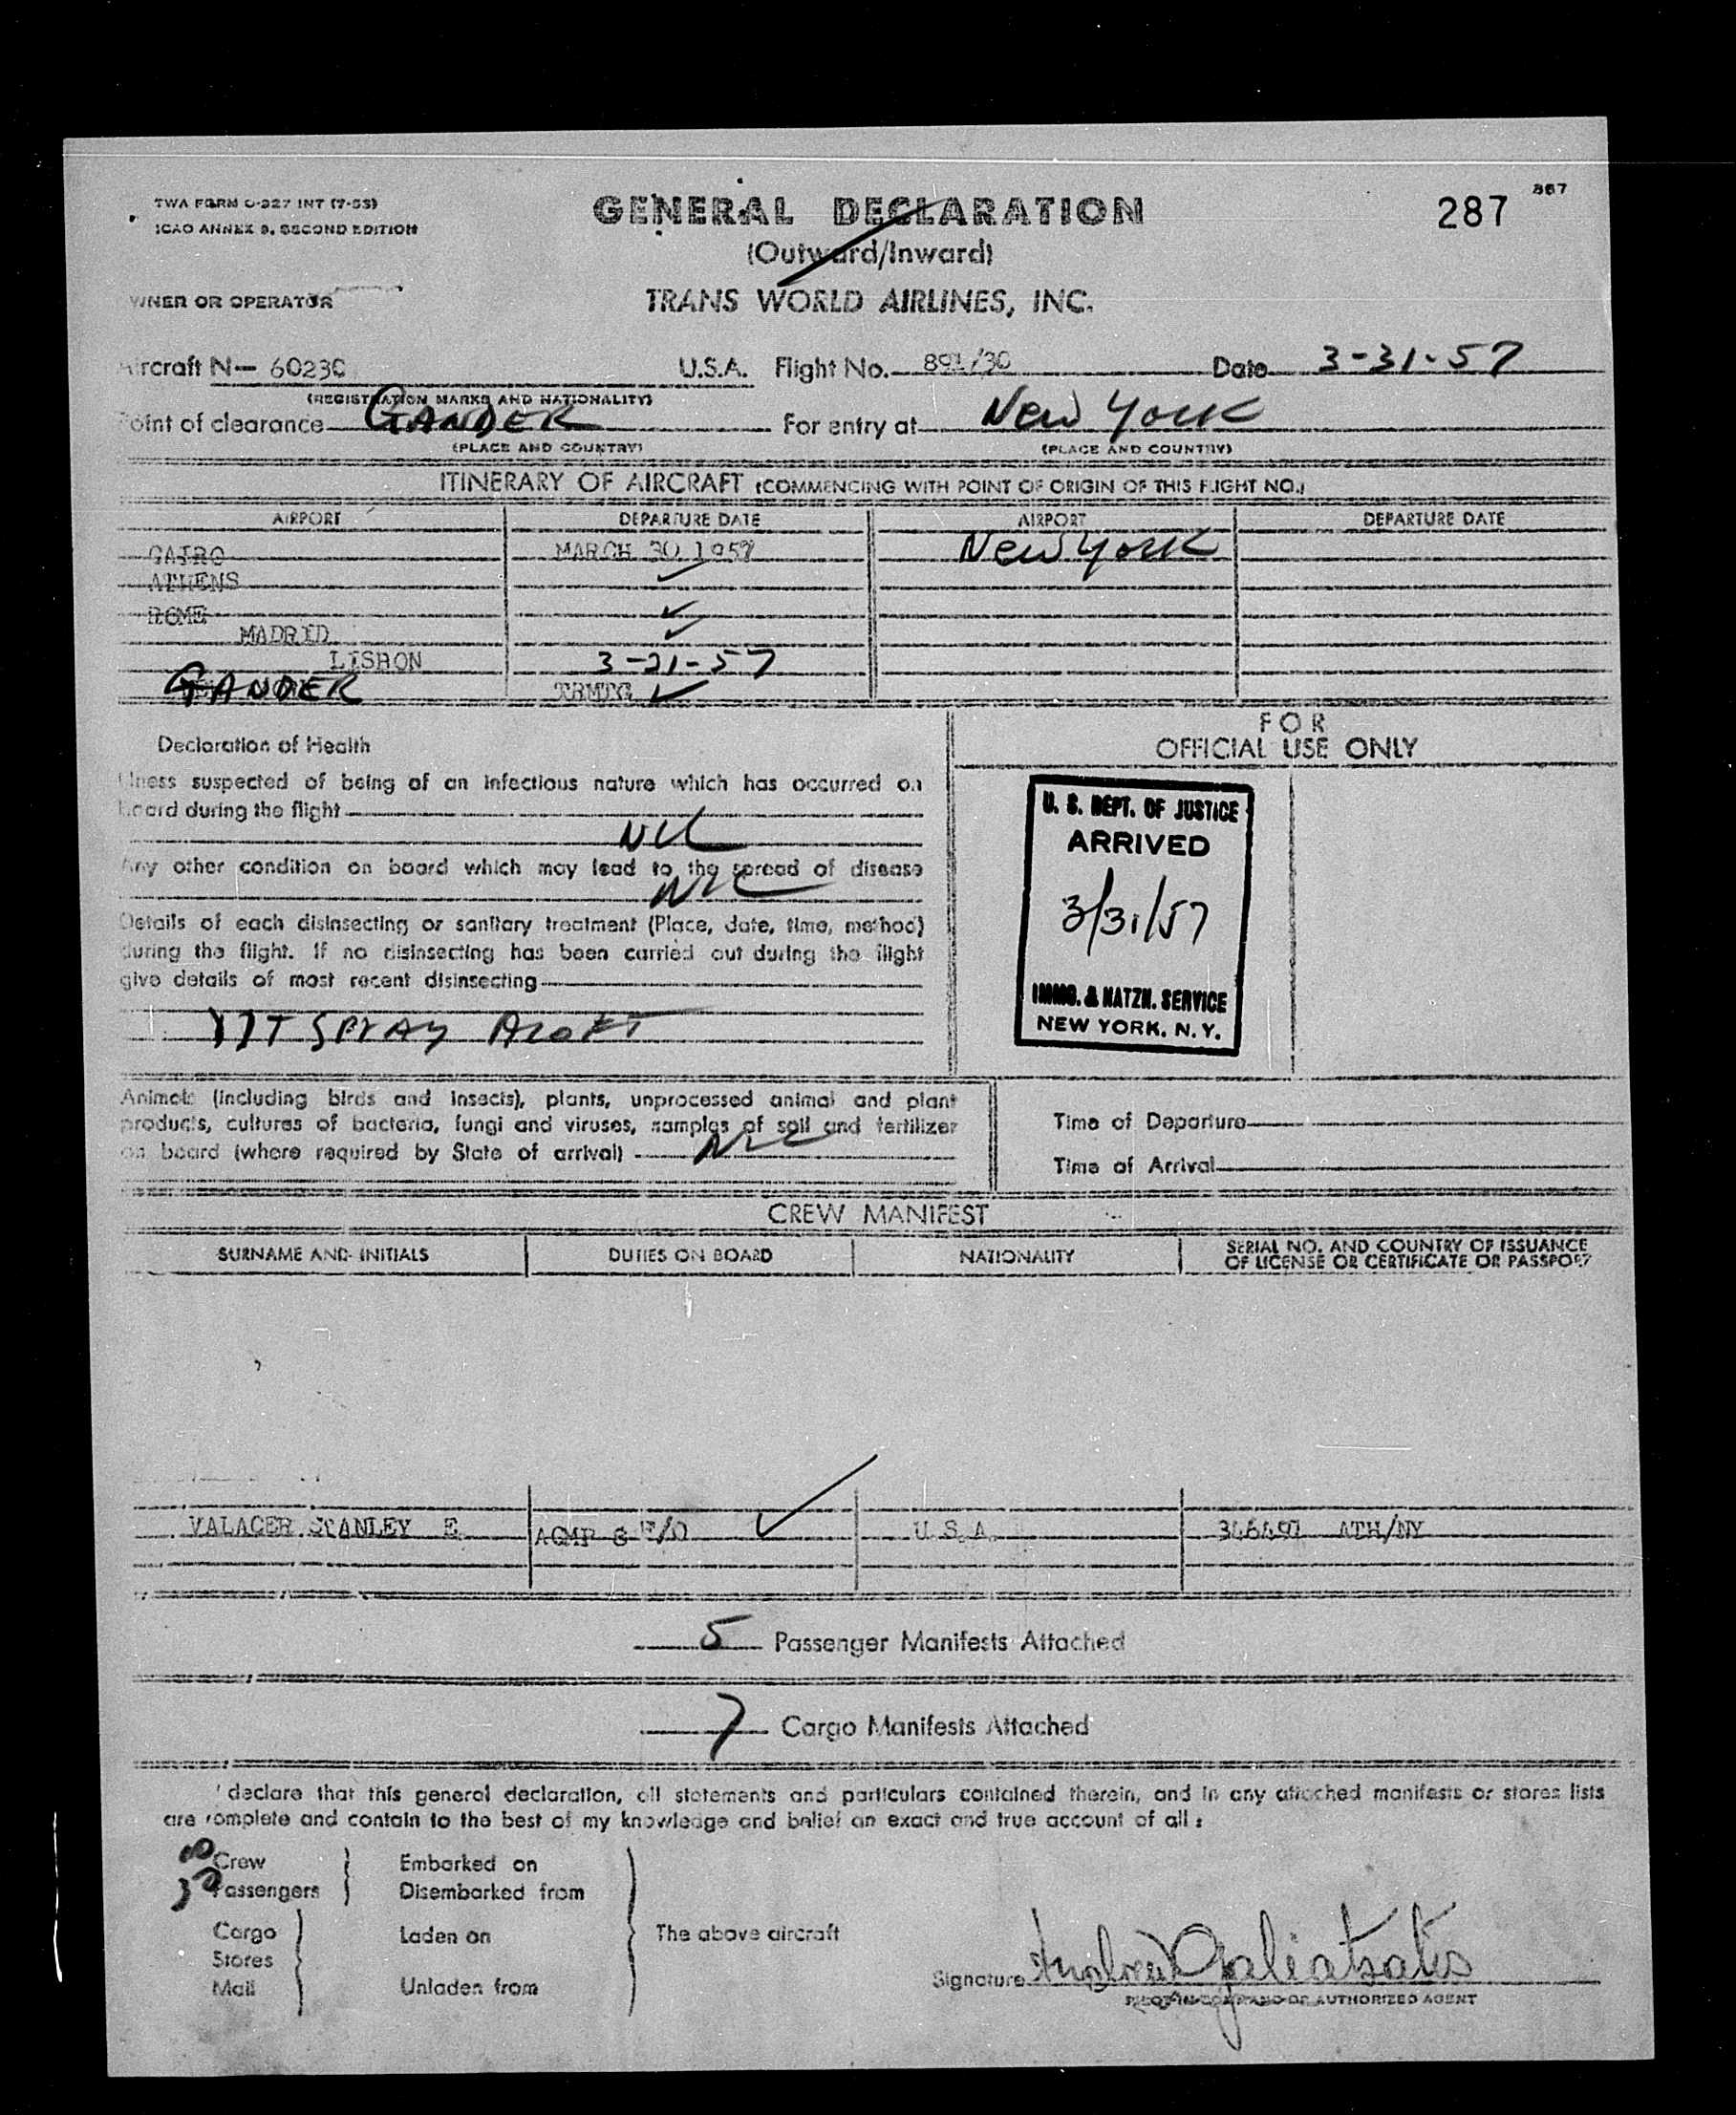 TWA FORM O-327 INT (7-53)
ICAO ANNEX 9, SECOND EDITION
GENERAL DECLARATION
(Outward/Inward)
287
867
WNER OR OPERATOR
TRANS WORLD AIRLINES, INC.
ircraft N— 6023C U.S.A. Flight No. 891/30 Date 3-31-57
(REGISTRATION MARKS AND NATIONALITY)
oint of clearance GANDER For entry at New York
(PLACE AND COUNTRY) (PLACE AND COUNTRY)
ITINERARY OF AIRCRAFT (COMMENCING WITH POINT OF ORIGIN OF THIS FLIGHT NO.)
AIRPORT DEPARTURE DATE AIRPORT DEPARTURE DATE
CAIRO MARCH 30 1957 New York
ATHENS ✓
ROME ✓
MADRID ✓
LISBON 3-31-57
GANDER ✓
Declaration of Health
lness suspected of being of an infectious nature which has occurred on
board during the flight
NIL
Any other condition on board which may lead to the spread of disease
NIL
Details of each disinsecting or sanitary treatment (Place, date, time, method)
during the flight. If no disinsecting has been carried out during the flight
give details of most recent disinsecting
SPRAY ALOFT
FOR
OFFICIAL USE ONLY
U. S. DEPT. OF JUSTICE
ARRIVED
3/31/57
IMMG. & NATZN. SERVICE
NEW YORK, N.Y.
Animals (including birds and insects), plants, unprocessed animal and plant
products, cultures of bacteria, fungi and viruses, samples of soil and fertilizer
on board (where required by State of arrival) NIL
Time of Departure
Time of Arrival
CREW MANIFEST
SURNAME AND INITIALS DUTIES ON BOARD NATIONALITY SERIAL NO. AND COUNTRY OF ISSUANCE
OF LICENSE OR CERTIFICATE OR PASSPORT
VALAGER STANLEY E ACMP S F/O ✓ U.S.A. 346497 ATH/NY
5 Passenger Manifests Attached
7 Cargo Manifests Attached
I declare that this general declaration, all statements and particulars contained therein, and in any attached manifests or stores lists
are complete and contain to the best of my knowledge and belief an exact and true account of all :
Crew Embarked on
Passengers Disembarked from
Cargo Laden on The above aircraft
Stores
Mail Unladen from
Signature Galiatsatis
PILOT-IN-COMMAND OR AUTHORIZED AGENT